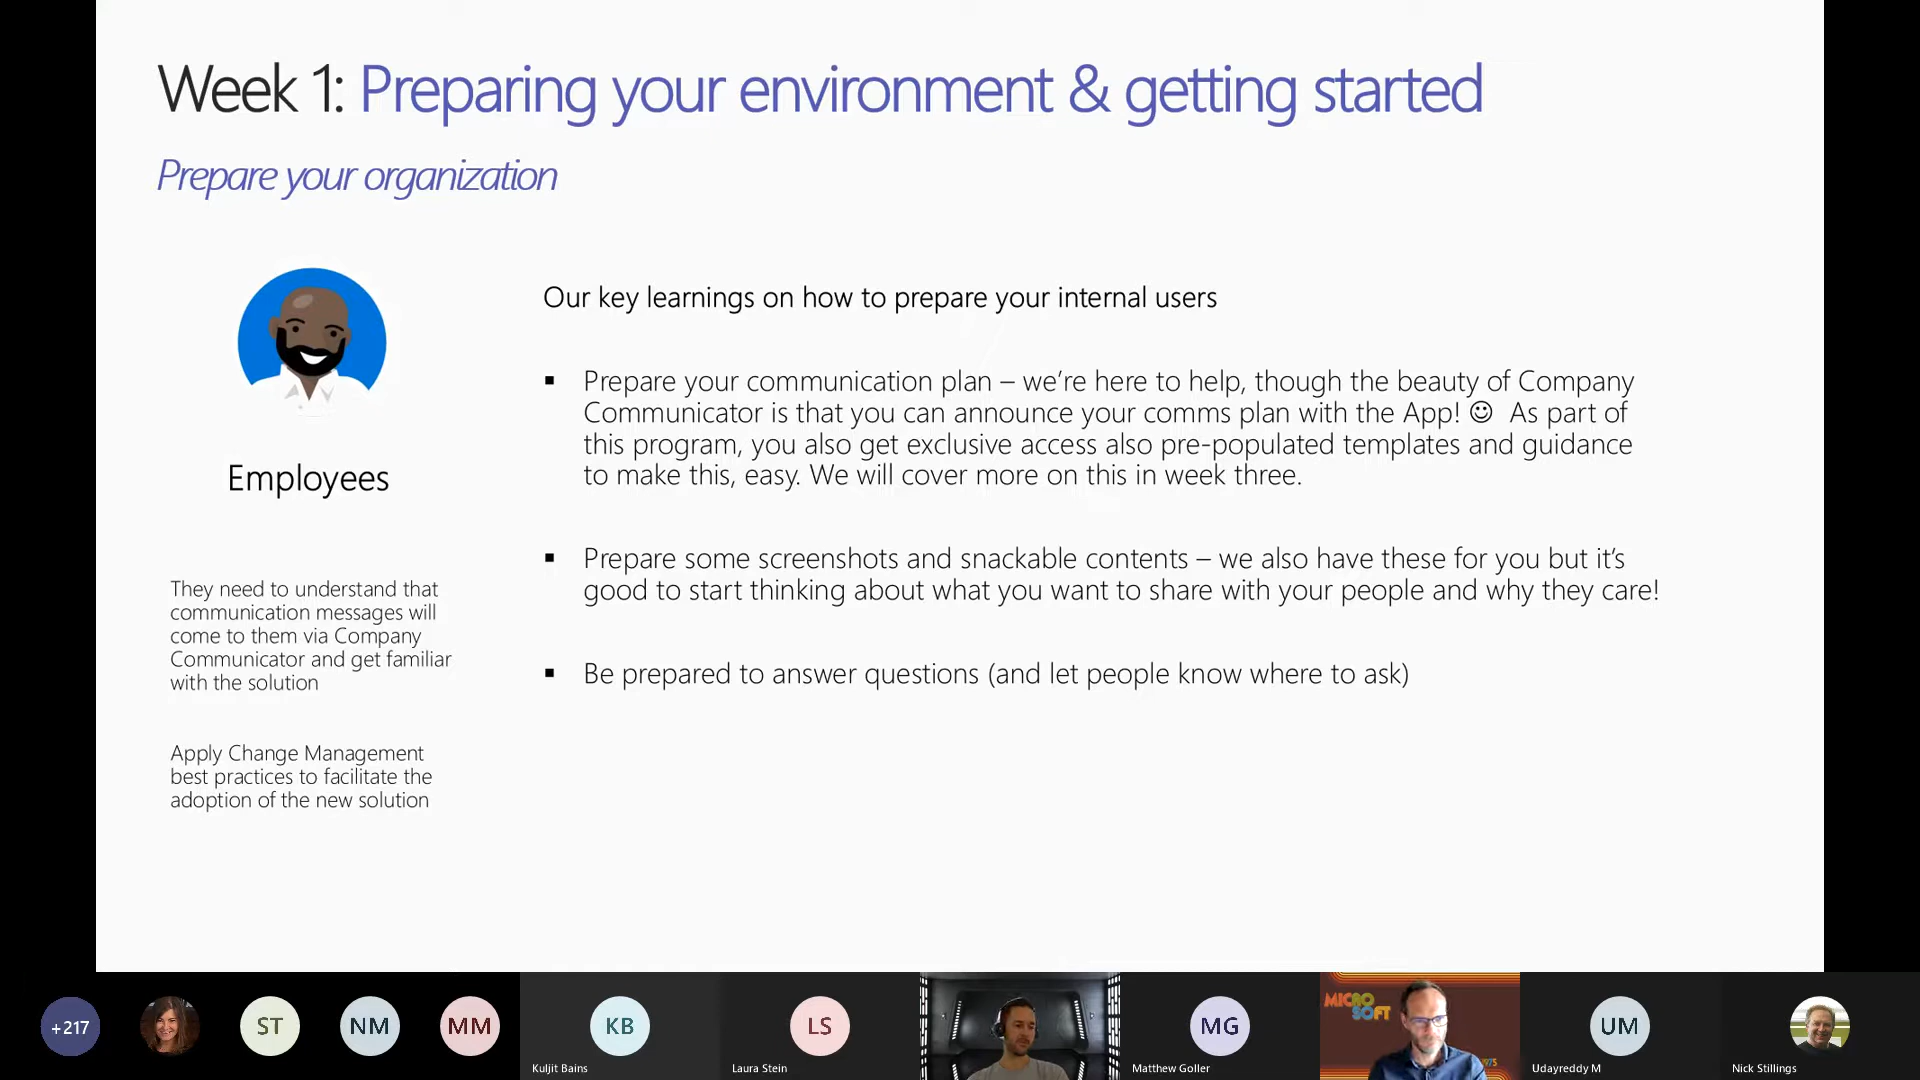 Week 1: Preparing your environment & getting started
Prepare your organization
Employees
They need to understand that
communication messages will
come to them via Company
Communicator and get familiar
with the solution
Apply Change Management
best practices to facilitate the
adoption of the new solution
Our key learnings on how to prepare your internal users
▪ Prepare your communication plan – we're here to help, though the beauty of Company
Communicator is that you can announce your comms plan with the App! ☺ As part of
this program, you also get exclusive access also pre-populated templates and guidance
to make this, easy. We will cover more on this in week three.
▪ Prepare some screenshots and snackable contents – we also have these for you but it's
good to start thinking about what you want to share with your people and why they care!
▪ Be prepared to answer questions (and let people know where to ask)
+217
ST
NM
MM
KB
Kuljit Bains
LS
Laura Stein
MG
Matthew Goller
MICRO
SOFT
1975
UM
Udayreddy M
Nick Stillings